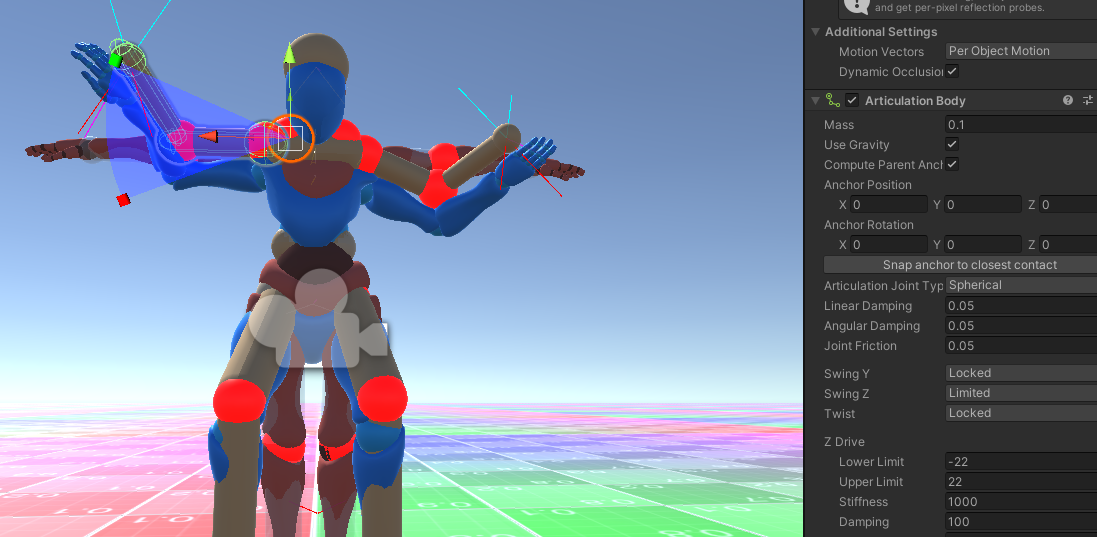 and get per-pixel reflection probes.
Additional Settings
Motion Vectors Per Object Motion
Dynamic Occlusion
Articulation Body
Mass 0.1
Use Gravity
Compute Parent Anch
Anchor Position
X 0 Y 0 Z 0
Anchor Rotation
X 0 Y 0 Z 0
Snap anchor to closest contact
Articulation Joint Typ Spherical
Linear Damping 0.05
Angular Damping 0.05
Joint Friction 0.05
Swing Y Locked
Swing Z Limited
Twist Locked
Z Drive
Lower Limit -22
Upper Limit 22
Stiffness 1000
Damping 100